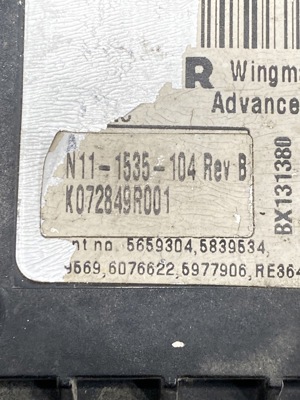 R Wingma
Advance
N11-1535-104 Rev B
K072849R001
nt no. 5659304,5839534,
9569,6076622,5977906,RE364
BX131380